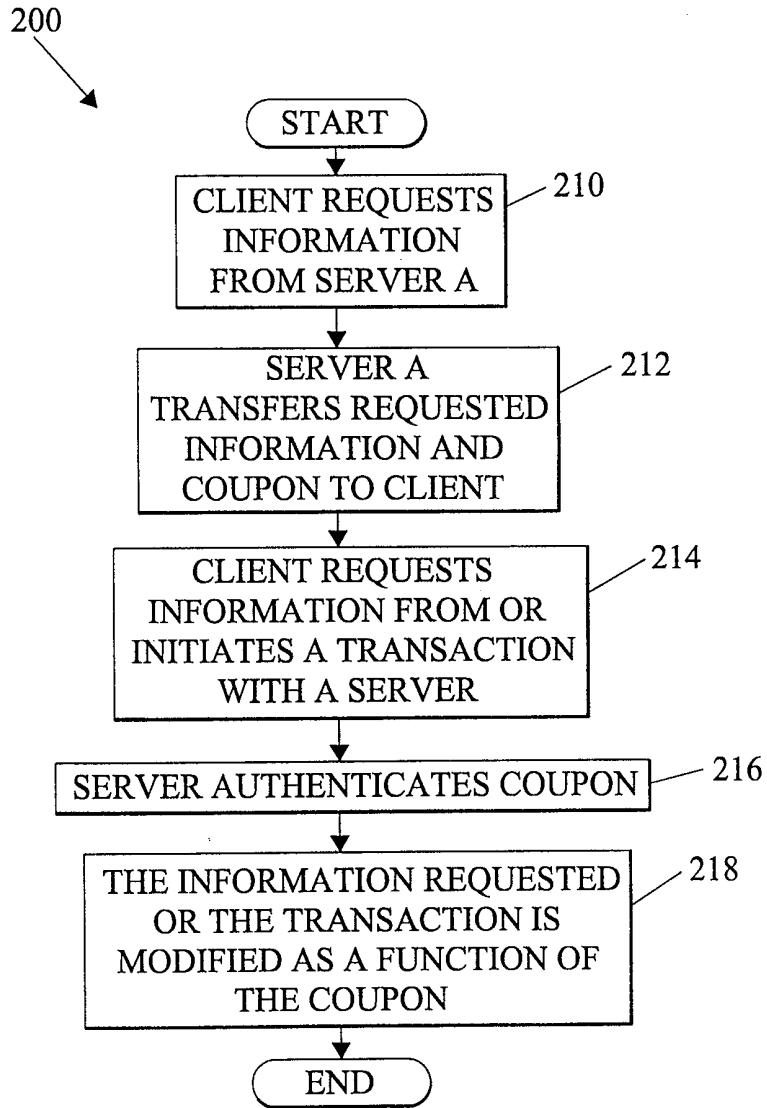 200
START
210
CLIENT REQUESTS
INFORMATION
FROM SERVER A
212
SERVER A
TRANSFERS REQUESTED
INFORMATION AND
COUPON TO CLIENT
214
CLIENT REQUESTS
INFORMATION FROM OR
INITIATES A TRANSACTION
WITH A SERVER
216
SERVER AUTHENTICATES COUPON
218
THE INFORMATION REQUESTED
OR THE TRANSACTION IS
MODIFIED AS A FUNCTION OF
THE COUPON
END